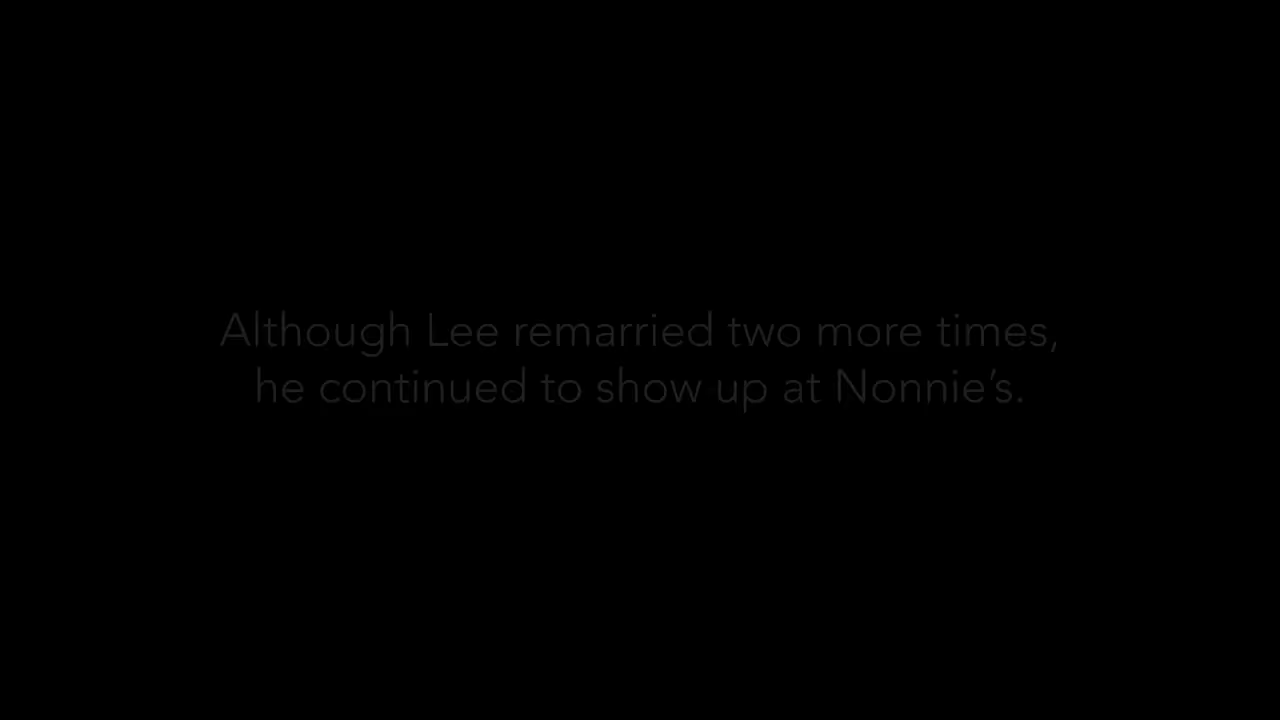 Although Lee remarried two more times,
he continued to show up at Nonnie’s.